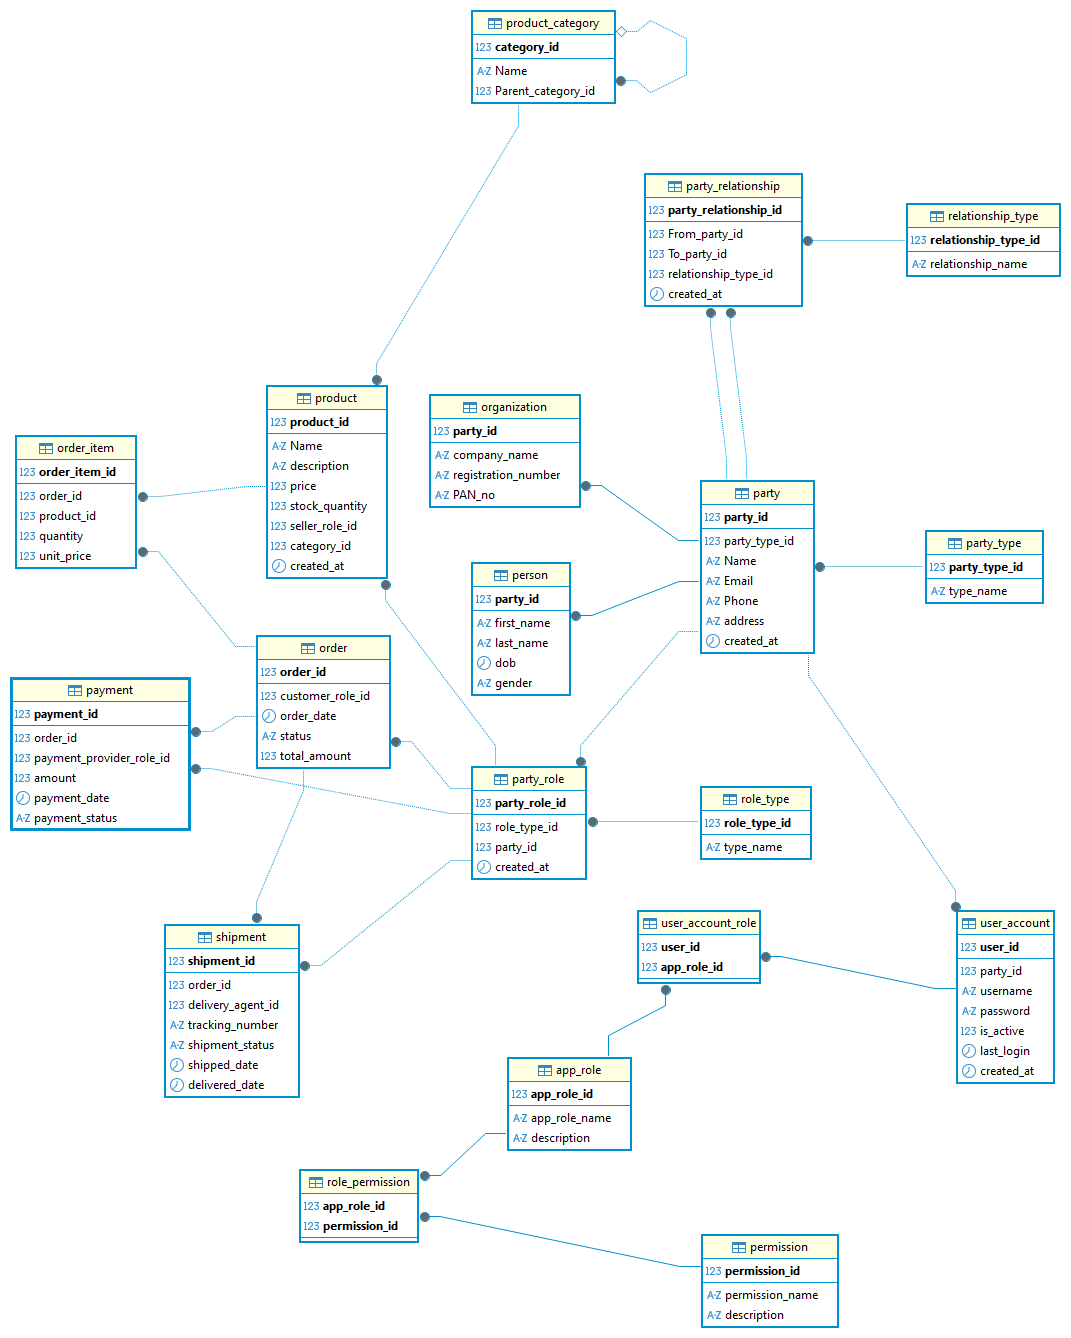 product_category
123 category_id
A-Z Name
123 Parent_category_id
party_relationship
123 party_relationship_id
123 From_party_id
123 To_party_id
123 relationship_type_id
created_at
relationship_type
123 relationship_type_id
A-Z relationship_name
product
123 product_id
A-Z Name
A-Z description
123 price
123 stock_quantity
123 seller_role_id
123 category_id
created_at
organization
123 party_id
A-Z company_name
A-Z registration_number
A-Z PAN_no
order_item
123 order_item_id
123 order_id
123 product_id
123 quantity
123 unit_price
party
123 party_id
123 party_type_id
A-Z Name
A-Z Email
A-Z Phone
A-Z address
created_at
party_type
123 party_type_id
A-Z type_name
person
123 party_id
A-Z first_name
A-Z last_name
dob
A-Z gender
order
123 order_id
123 customer_role_id
order_date
A-Z status
123 total_amount
payment
123 payment_id
123 order_id
123 payment_provider_role_id
123 amount
payment_date
A-Z payment_status
party_role
123 party_role_id
123 role_type_id
123 party_id
created_at
role_type
123 role_type_id
A-Z type_name
shipment
123 shipment_id
123 order_id
123 delivery_agent_id
A-Z tracking_number
A-Z shipment_status
shipped_date
delivered_date
user_account_role
123 user_id
123 app_role_id
user_account
123 user_id
123 party_id
A-Z username
A-Z password
123 is_active
last_login
created_at
app_role
123 app_role_id
A-Z app_role_name
A-Z description
role_permission
123 app_role_id
123 permission_id
permission
123 permission_id
A-Z permission_name
A-Z description